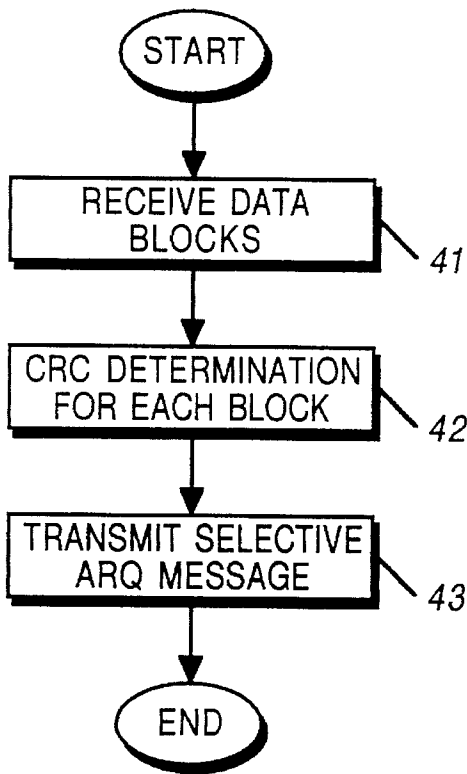 START
RECEIVE DATA
BLOCKS
41
CRC DETERMINATION
FOR EACH BLOCK
42
TRANSMIT SELECTIVE
ARQ MESSAGE
43
END